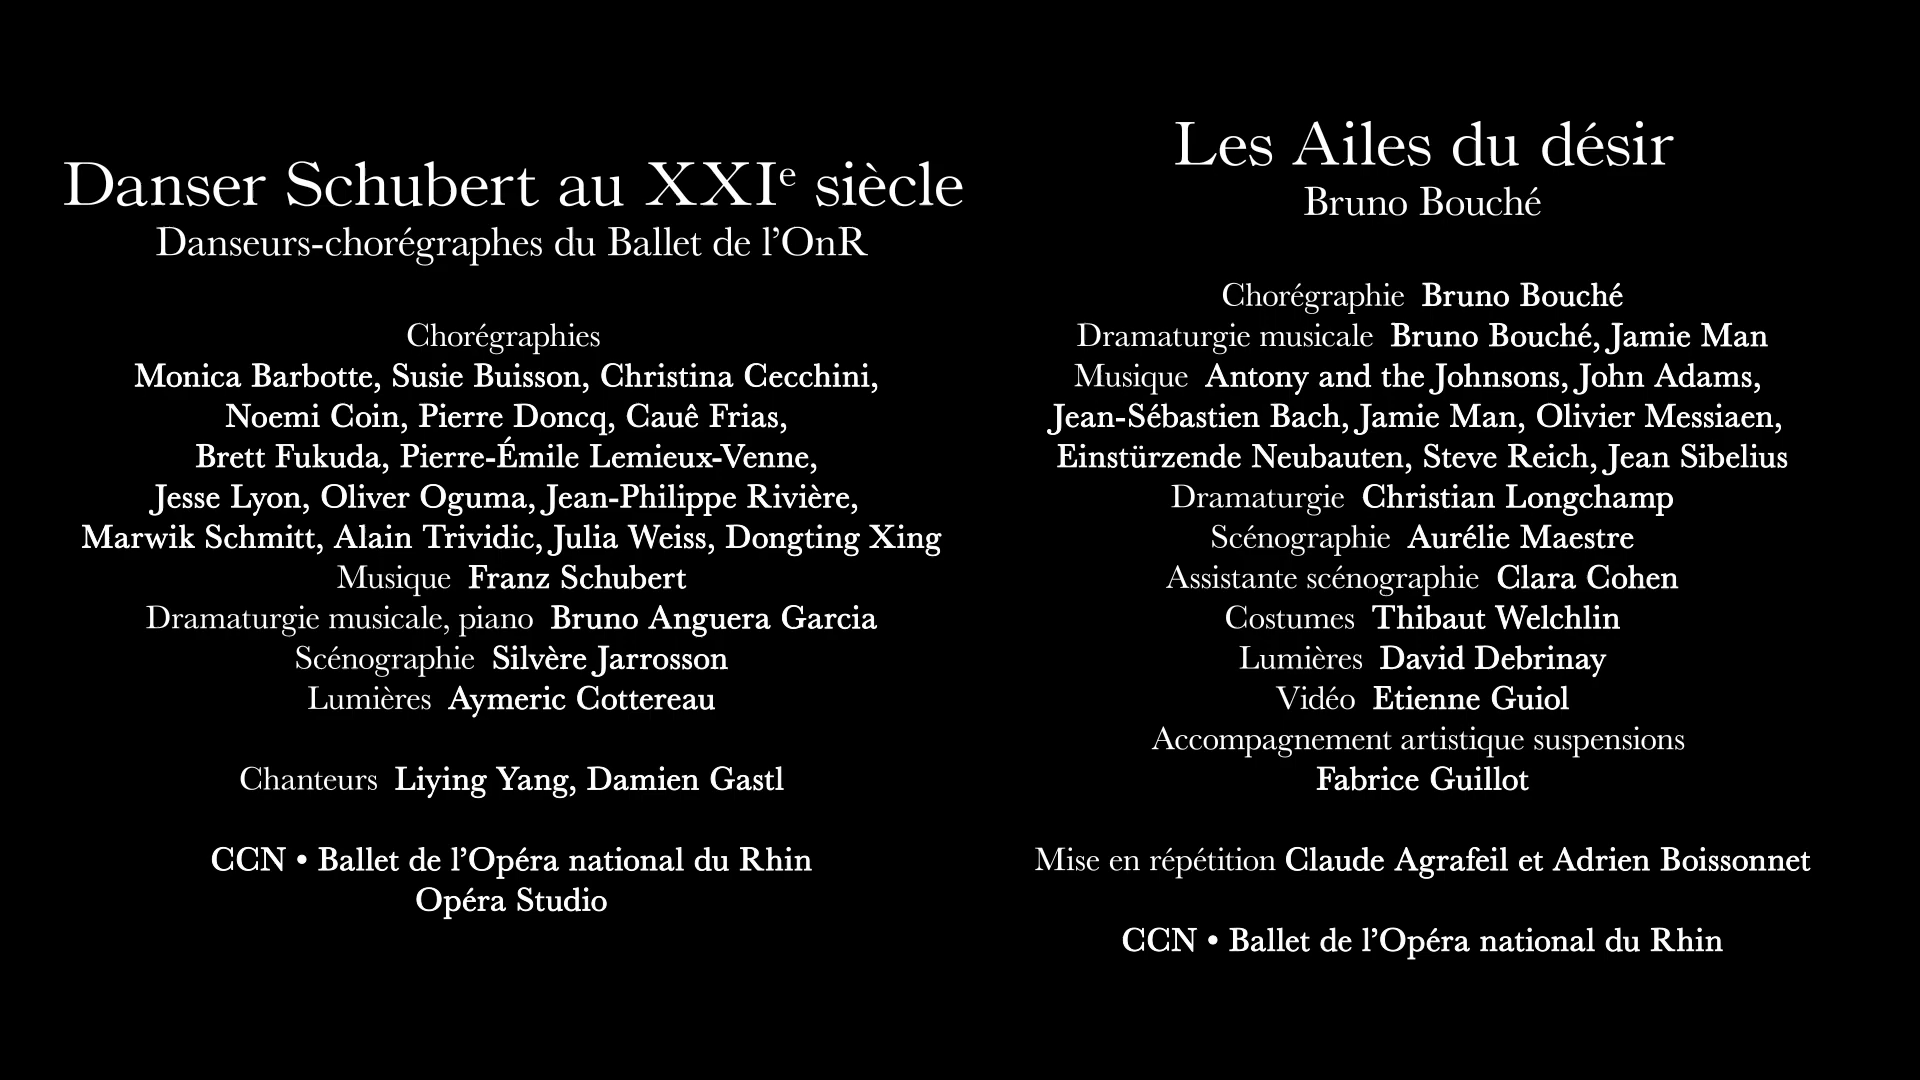 Danser Schubert au XXIe siècle
Danseurs-chorégraphes du Ballet de l’OnR
Chorégraphies
Monica Barbotte, Susie Buisson, Christina Cecchini,
Noemi Coin, Pierre Doncq, Cauê Frias,
Brett Fukuda, Pierre-Émile Lemieux-Venne,
Jesse Lyon, Oliver Oguma, Jean-Philippe Rivière,
Marwik Schmitt, Alain Trividic, Julia Weiss, Dongting Xing
Musique Franz Schubert
Dramaturgie musicale, piano Bruno Anguera Garcia
Scénographie Silvère Jarrosson
Lumières Aymeric Cottereau
Chanteurs Liying Yang, Damien Gastl
CCN • Ballet de l’Opéra national du Rhin
Opéra Studio
Les Ailes du désir
Bruno Bouché
Chorégraphie Bruno Bouché
Dramaturgie musicale Bruno Bouché, Jamie Man
Musique Antony and the Johnsons, John Adams,
Jean-Sébastien Bach, Jamie Man, Olivier Messiaen,
Einstürzende Neubauten, Steve Reich, Jean Sibelius
Dramaturgie Christian Longchamp
Scénographie Aurélie Maestre
Assistante scénographie Clara Cohen
Costumes Thibaut Welchlin
Lumières David Debrinay
Vidéo Etienne Guiol
Accompagnement artistique suspensions
Fabrice Guillot
Mise en répétition Claude Agrafeil et Adrien Boissonnet
CCN • Ballet de l’Opéra national du Rhin